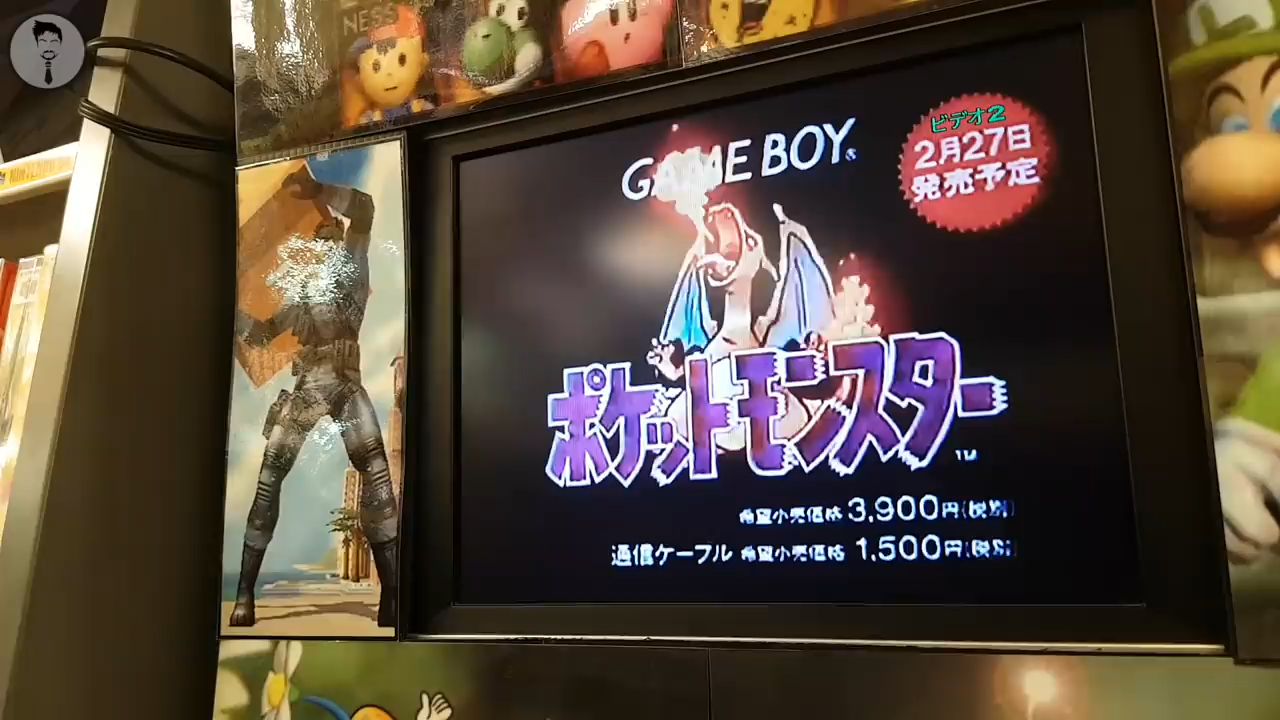 NESS
GAME BOY®
ビデオ2
2月27日
発売予定
ポケットモンスター
TM
希望小売価格 3,900円(税別)
通信ケーブル 希望小売価格 1,500円(税別)